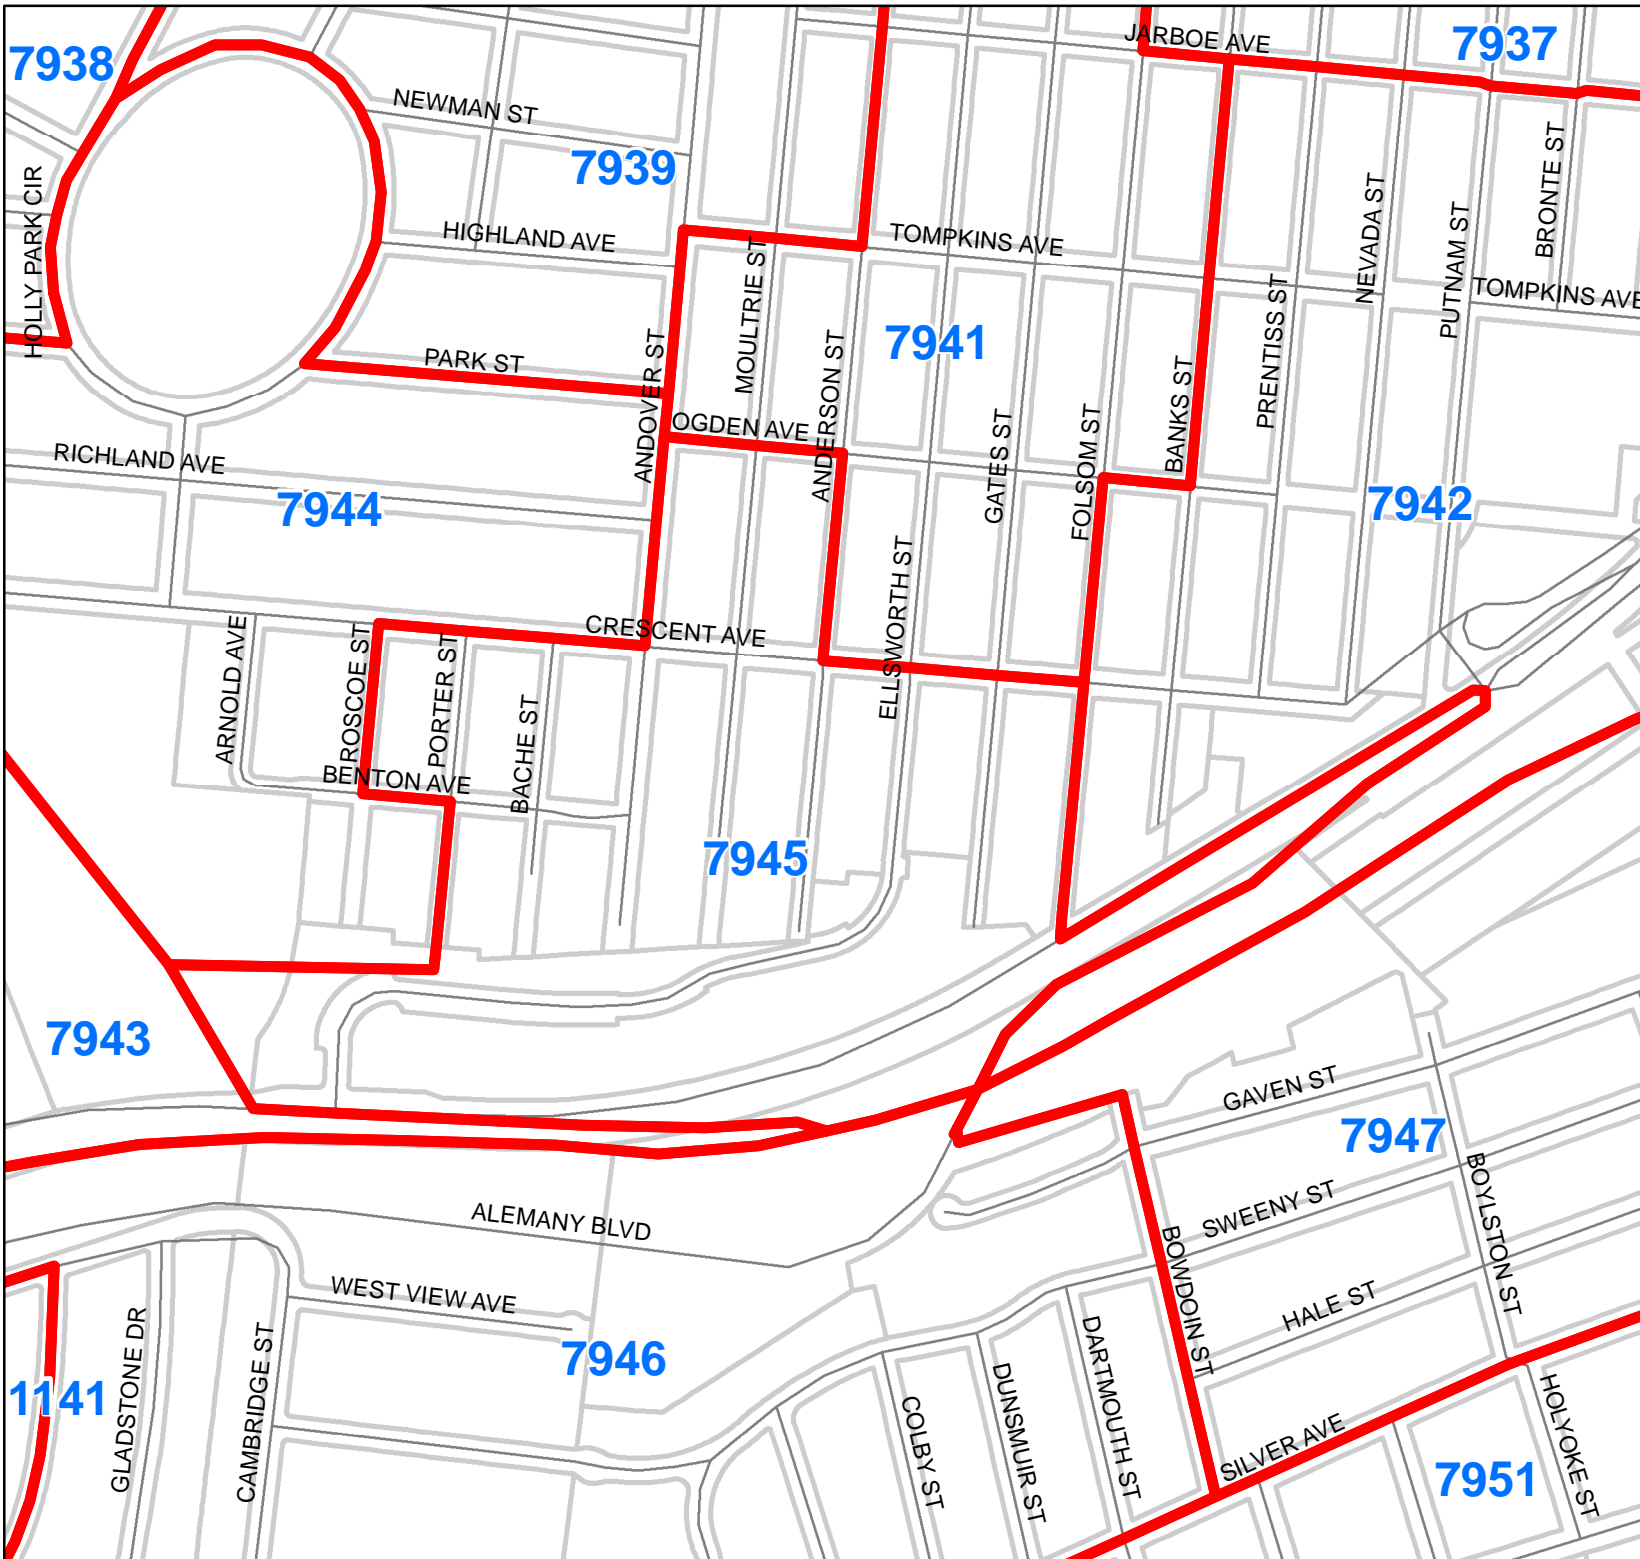 JARBOE AVE
7937
7938
NEWMAN ST
BRONTE ST
7939
HOLLY PARK CIR
NEVADA ST
PUTNAM ST
HIGHLAND AVE
TOMPKINS AVE
MOULTRIE ST
PRENTISS ST
TOMPKINS AVE
7941
PARK ST
ANDOVER ST
ANDERSON ST
BANKS ST
OGDEN AVE
GATES ST
FOLSOM ST
RICHLAND AVE
7944
7942
ELLSWORTH ST
CRESCENT AVE
ARNOLD AVE
ROSCOE ST
PORTER ST
BACHE ST
BENTON AVE
7945
7943
GAVEN ST
7947
BOYLSTON ST
SWEENY ST
ALEMANY BLVD
BOWDOIN ST
WEST VIEW AVE
HALE ST
GLADSTONE DR
CAMBRIDGE ST
7946
DARTMOUTH ST
DUNSMUIR ST
1141
COLBY ST
HOLYOKE ST
SILVER AVE
7951